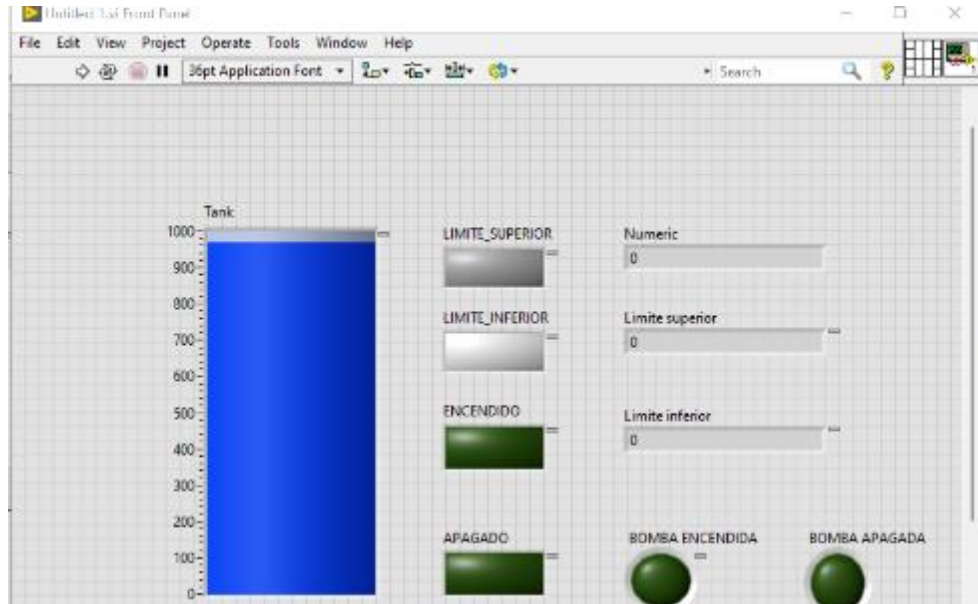 Untitled 3.vi Front Panel
File Edit View Project Operate Tools Window Help
36pt Application Font
Search
Tank
1000
900
800
700
600
500
400
300
200
100
0
LIMITE_SUPERIOR
LIMITE_INFERIOR
ENCENDIDO
APAGADO
Numeric
0
Limite superior
0
Limite inferior
0
BOMBA ENCENDIDA
BOMBA APAGADA